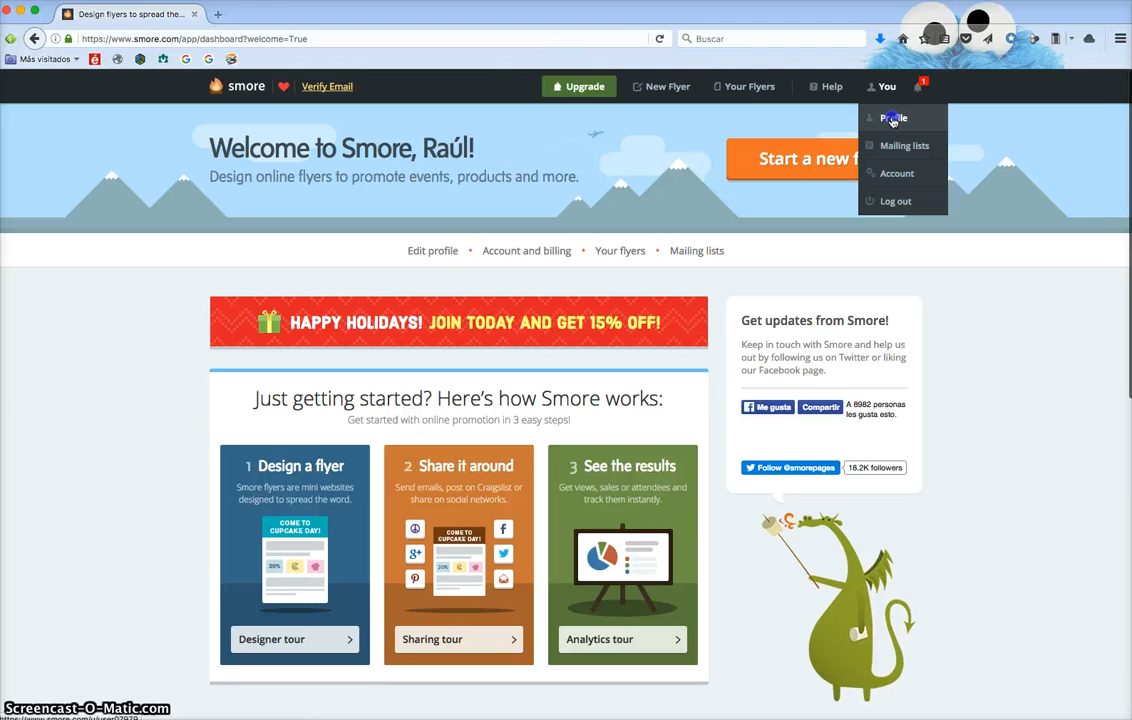 Design flyers to spread the...
https://www.smore.com/app/dashboard?welcome=True
Buscar
Más visitados
smore
Verify Email
Upgrade
New Flyer
Your Flyers
Help
You
1
Mailing lists
Account
Log out
Welcome to Smore, Raúl!
Design online flyers to promote events, products and more.
Start a new f
Edit profile • Account and billing • Your flyers • Mailing lists
HAPPY HOLIDAYS! JOIN TODAY AND GET 15% OFF!
Just getting started? Here's how Smore works:
Get started with online promotion in 3 easy steps!
1 Design a flyer
Smore flyers are mini websites
designed to spread the word.
COME TO
CUPCAKE DAY!
20%
Designer tour
2 Share it around
Send emails, post on Craigslist or
share on social networks.
COME TO
CUPCAKE DAY!
20%
Sharing tour
3 See the results
Get views, sales or attendees and
track them instantly.
Analytics tour
Get updates from Smore!
Keep in touch with Smore and help us
out by following us on Twitter or liking
our Facebook page.
Me gusta
Compartir
A 8982 personas
les gusta esto.
Follow @smorepages
18.2K followers
Screencast-O-Matic.com